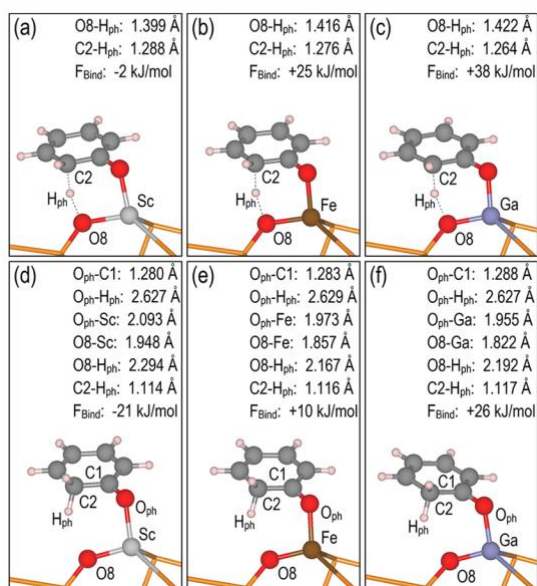 (a)
O8-Hph: 1.399 Å
C2-Hph: 1.288 Å
FBind: -2 kJ/mol
C2
Hph
Sc
O8
(b)
O8-Hph: 1.416 Å
C2-Hph: 1.276 Å
FBind: +25 kJ/mol
C2
Hph
Fe
O8
(c)
O8-Hph: 1.422 Å
C2-Hph: 1.264 Å
FBind: +38 kJ/mol
C2
Hph
Ga
O8
(d)
Oph-C1: 1.280 Å
Oph-Hph: 2.627 Å
Oph-Sc: 2.093 Å
O8-Sc: 1.948 Å
O8-Hph: 2.294 Å
C2-Hph: 1.114 Å
FBind: -21 kJ/mol
C1
C2
Hph
Oph
Sc
O8
(e)
Oph-C1: 1.283 Å
Oph-Hph: 2.629 Å
Oph-Fe: 1.973 Å
O8-Fe: 1.857 Å
O8-Hph: 2.167 Å
C2-Hph: 1.116 Å
FBind: +10 kJ/mol
C1
C2
Hph
Oph
Fe
O8
(f)
Oph-C1: 1.288 Å
Oph-Hph: 2.627 Å
Oph-Ga: 1.955 Å
O8-Ga: 1.822 Å
O8-Hph: 2.192 Å
C2-Hph: 1.117 Å
FBind: +26 kJ/mol
C1
C2
Hph
Oph
Ga
O8